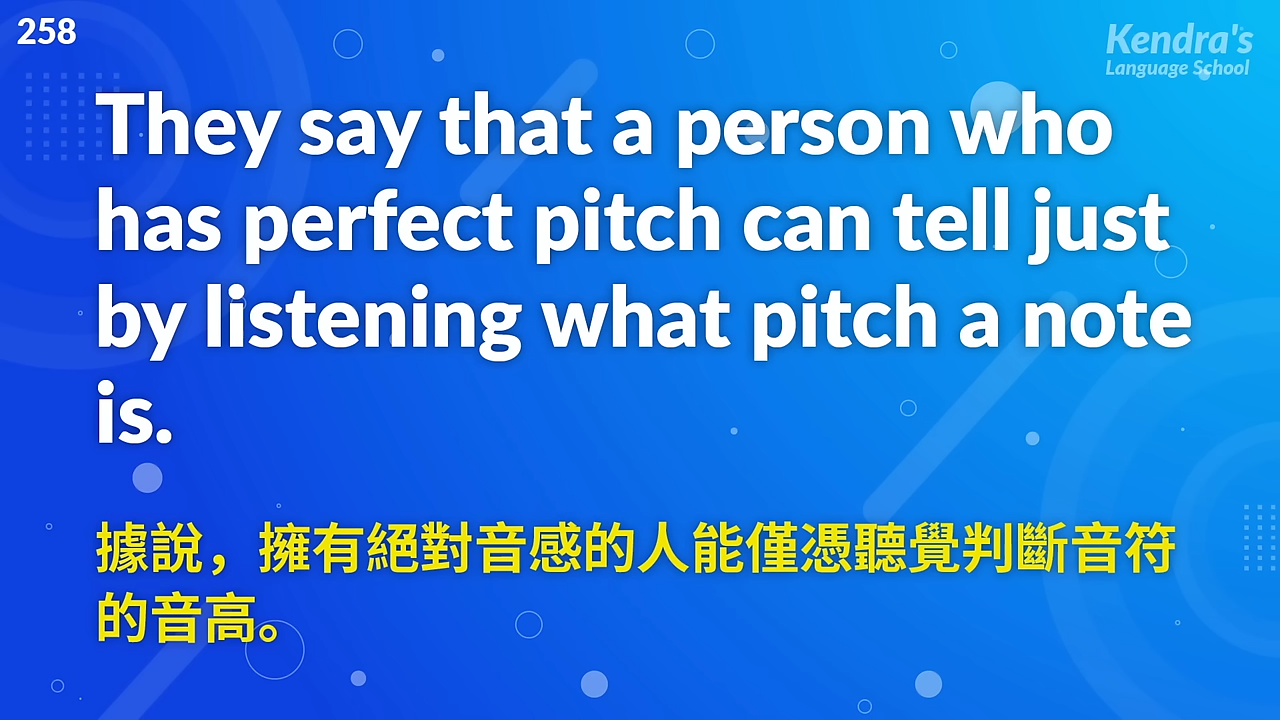 258
Kendra's
Language School
They say that a person who
has perfect pitch can tell just
by listening what pitch a note
is.
據說，擁有絕對音感的人能僅憑聽覺判斷音符
的音高。